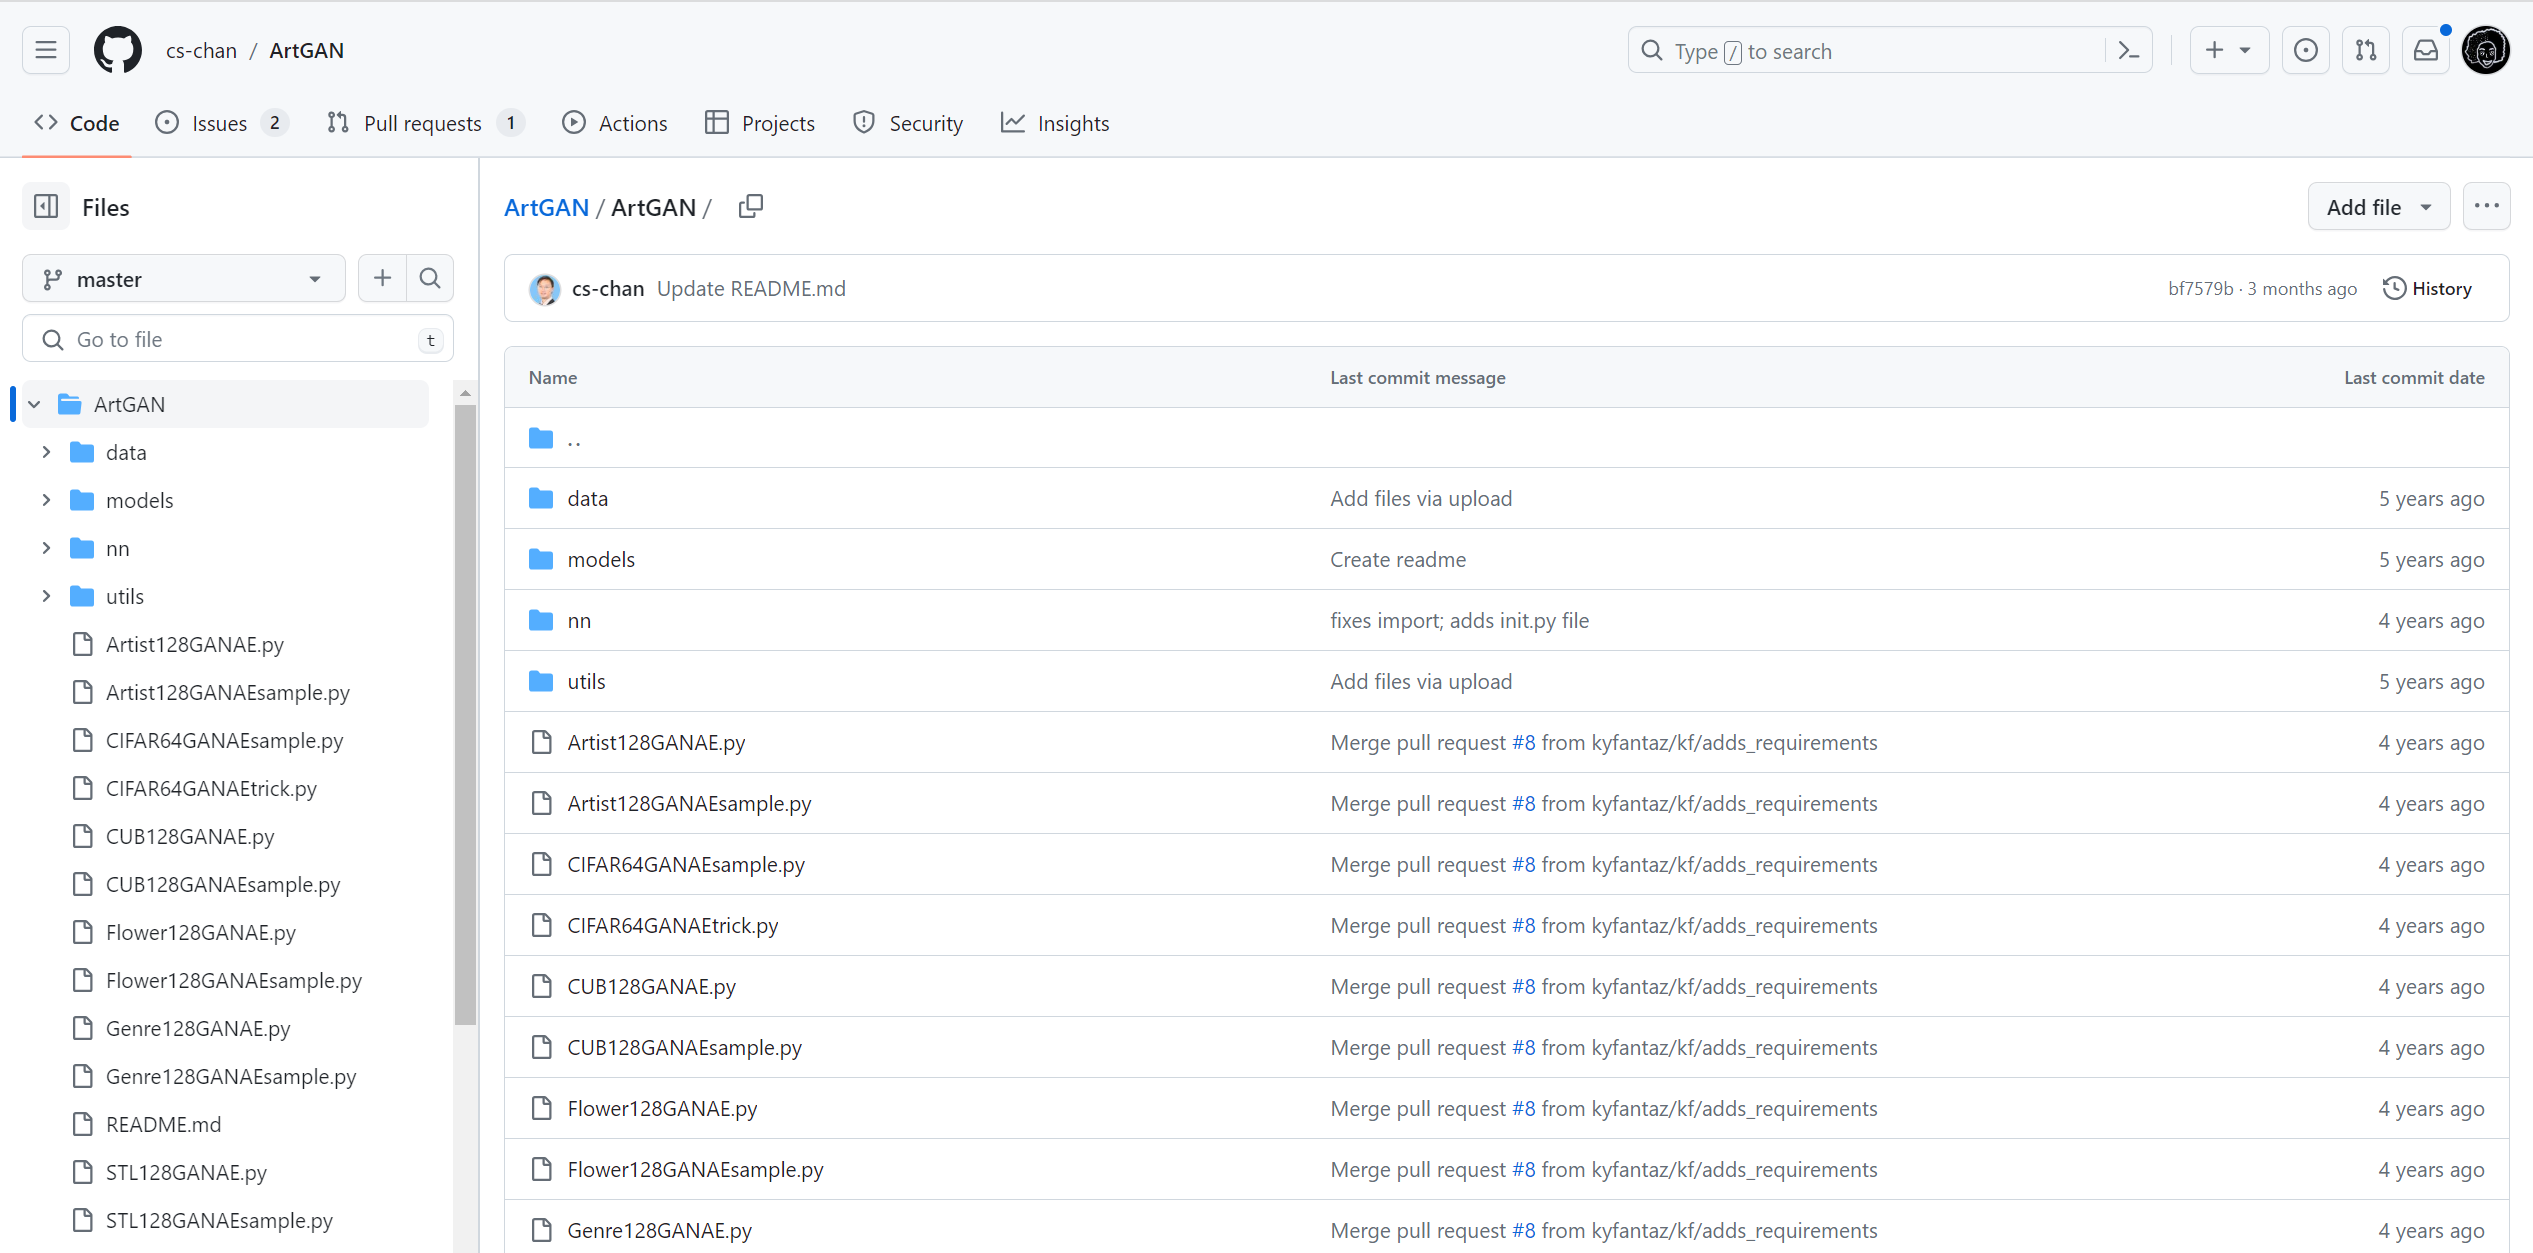 cs-chan / ArtGAN
Type / to search
Code
Issues 2
Pull requests 1
Actions
Projects
Security
Insights
Files
master
Go to file
t
ArtGAN
data
models
nn
utils
Artist128GANAE.py
Artist128GANAEsample.py
CIFAR64GANAEsample.py
CIFAR64GANAEtrick.py
CUB128GANAE.py
CUB128GANAEsample.py
Flower128GANAE.py
Flower128GANAEsample.py
Genre128GANAE.py
Genre128GANAEsample.py
README.md
STL128GANAE.py
STL128GANAEsample.py
ArtGAN / ArtGAN /
Add file
cs-chan Update README.md
bf7579b · 3 months ago
History
Name Last commit message Last commit date
..
data Add files via upload 5 years ago
models Create readme 5 years ago
nn fixes import; adds init.py file 4 years ago
utils Add files via upload 5 years ago
Artist128GANAE.py Merge pull request #8 from kyfantaz/kf/adds_requirements 4 years ago
Artist128GANAEsample.py Merge pull request #8 from kyfantaz/kf/adds_requirements 4 years ago
CIFAR64GANAEsample.py Merge pull request #8 from kyfantaz/kf/adds_requirements 4 years ago
CIFAR64GANAEtrick.py Merge pull request #8 from kyfantaz/kf/adds_requirements 4 years ago
CUB128GANAE.py Merge pull request #8 from kyfantaz/kf/adds_requirements 4 years ago
CUB128GANAEsample.py Merge pull request #8 from kyfantaz/kf/adds_requirements 4 years ago
Flower128GANAE.py Merge pull request #8 from kyfantaz/kf/adds_requirements 4 years ago
Flower128GANAEsample.py Merge pull request #8 from kyfantaz/kf/adds_requirements 4 years ago
Genre128GANAE.py Merge pull request #8 from kyfantaz/kf/adds_requirements 4 years ago